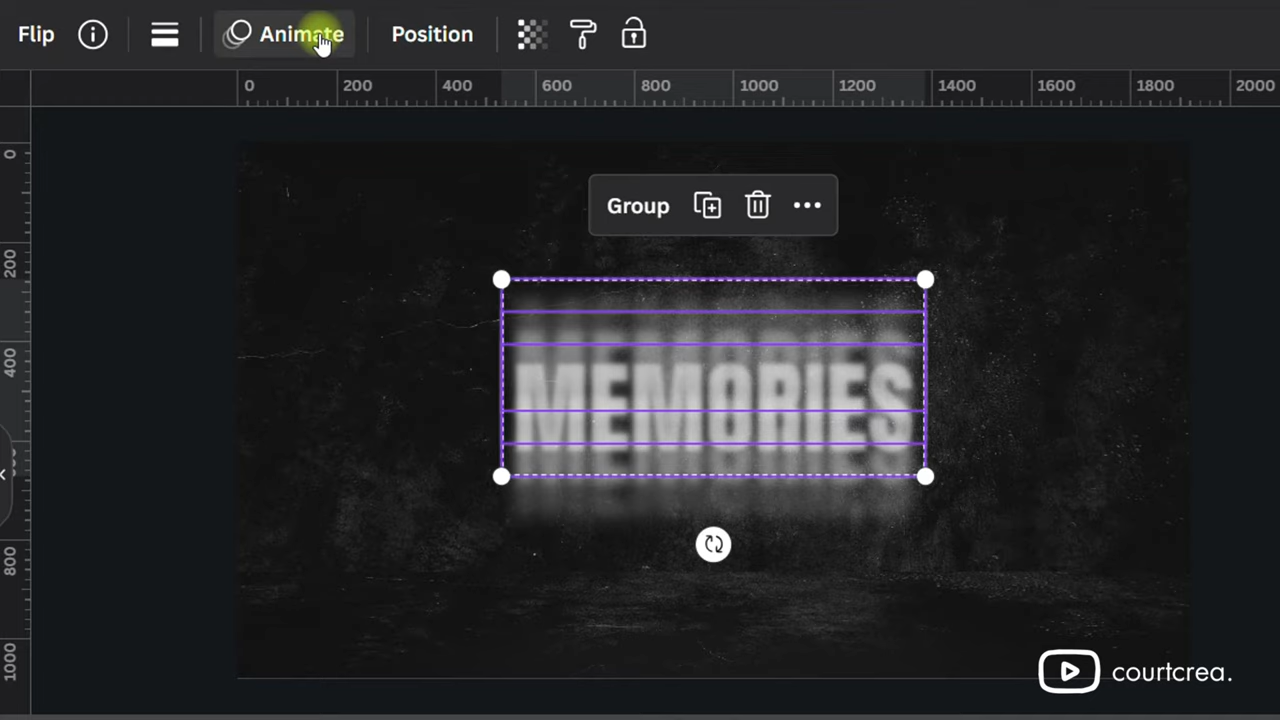 Flip Animate Position
0 200 400 600 800 1000 1200 1400 1600 1800 2000
0
200
400
800
1000
Group
MEMORIES
courtcrea.